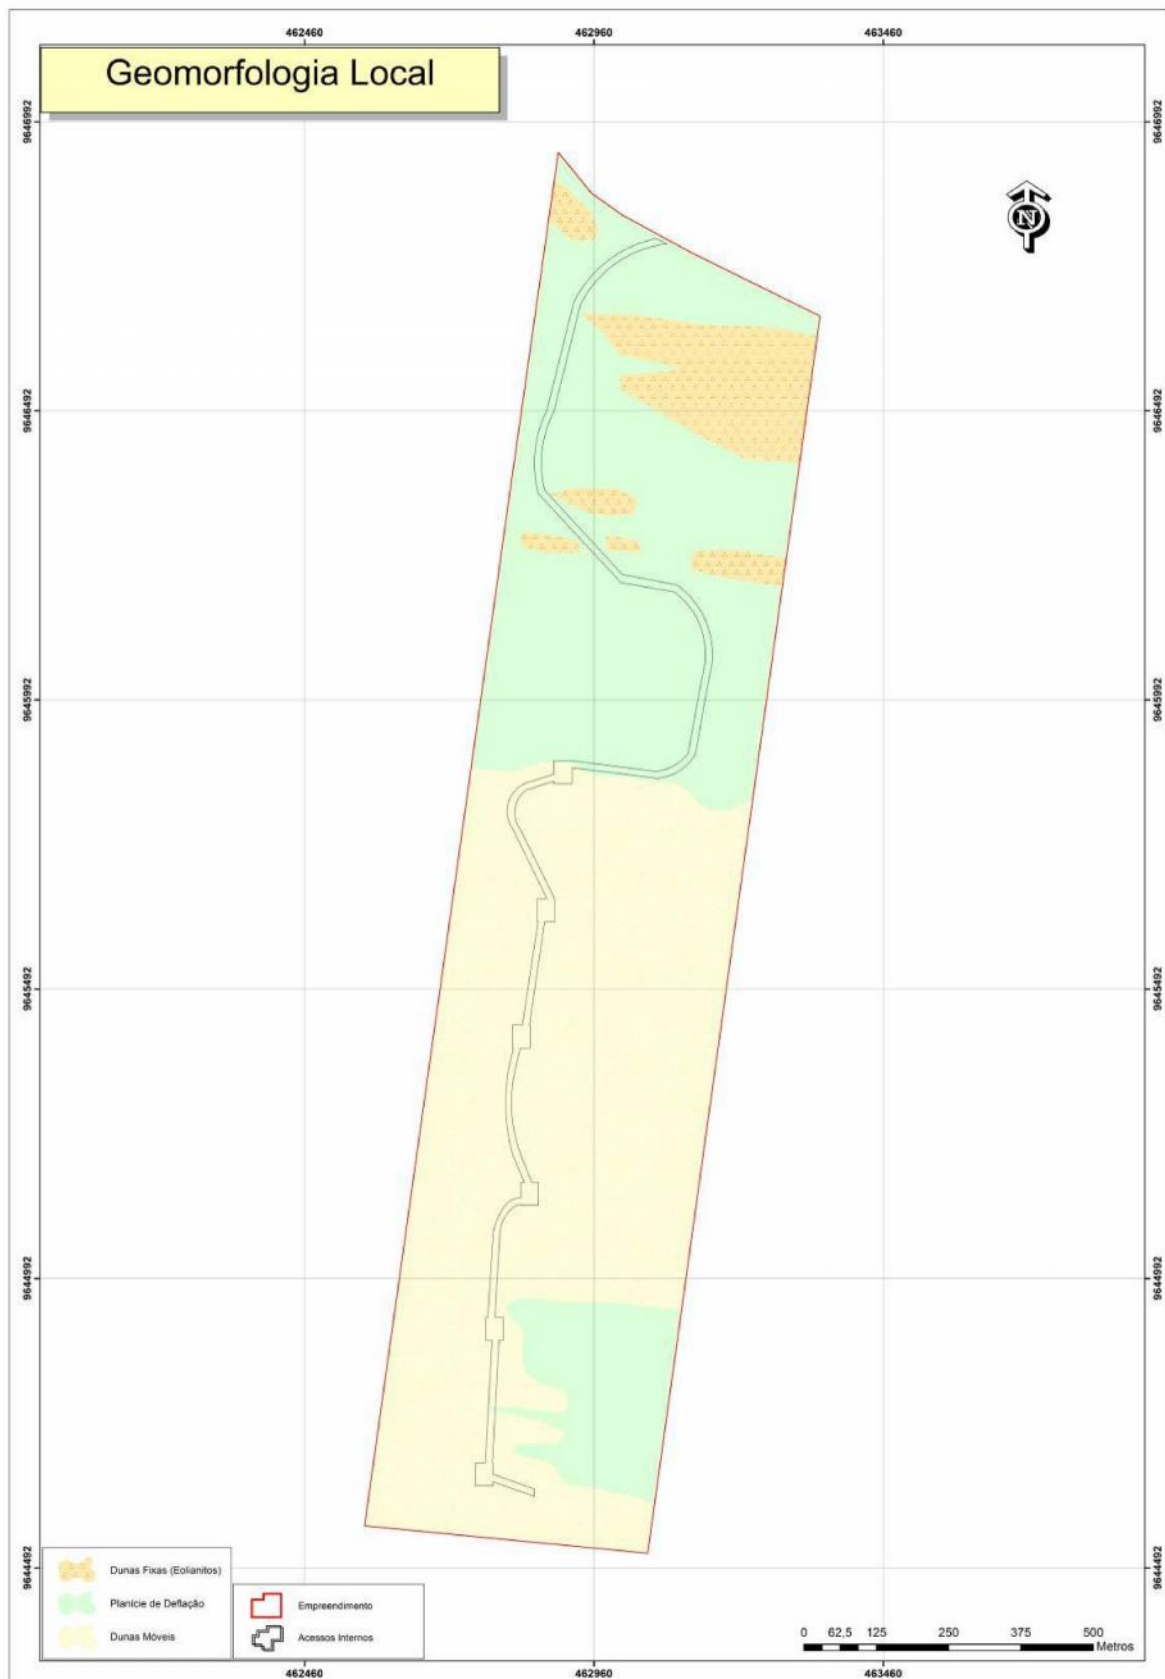 462460 462960 463460
Geomorfologia Local
9646992 9646992
N
9646492 9646492
9645992 9645992
9645492 9645492
9644992 9644992
9644492 9644492
Dunas Fixas (Eolianitos)
Planície de Deflação
Dunas Móveis
Empreendimento
Acessos Internos
0 62,5 125 250 375 500
Metros
462460 462960 463460